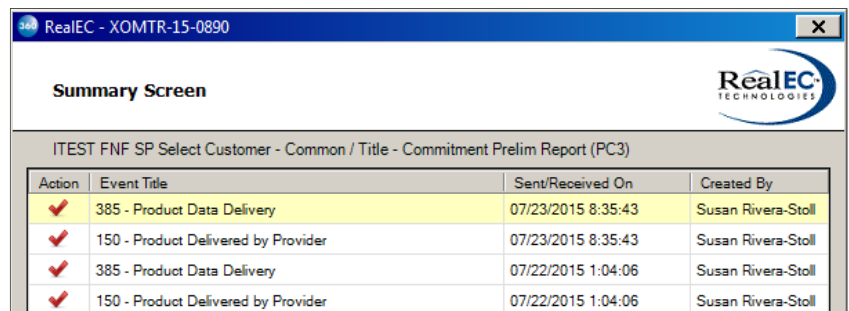 360 RealEC - XOMTR-15-0890 X
Summary Screen
RealEC
TECHNOLOGIES
ITEST FNF SP Select Customer - Common / Title - Commitment Prelim Report (PC3)
Action Event Title Sent/Received On Created By
385 - Product Data Delivery 07/23/2015 8:35:43 Susan Rivera-Stoll
150 - Product Delivered by Provider 07/23/2015 8:35:43 Susan Rivera-Stoll
385 - Product Data Delivery 07/22/2015 1:04:06 Susan Rivera-Stoll
150 - Product Delivered by Provider 07/22/2015 1:04:06 Susan Rivera-Stoll